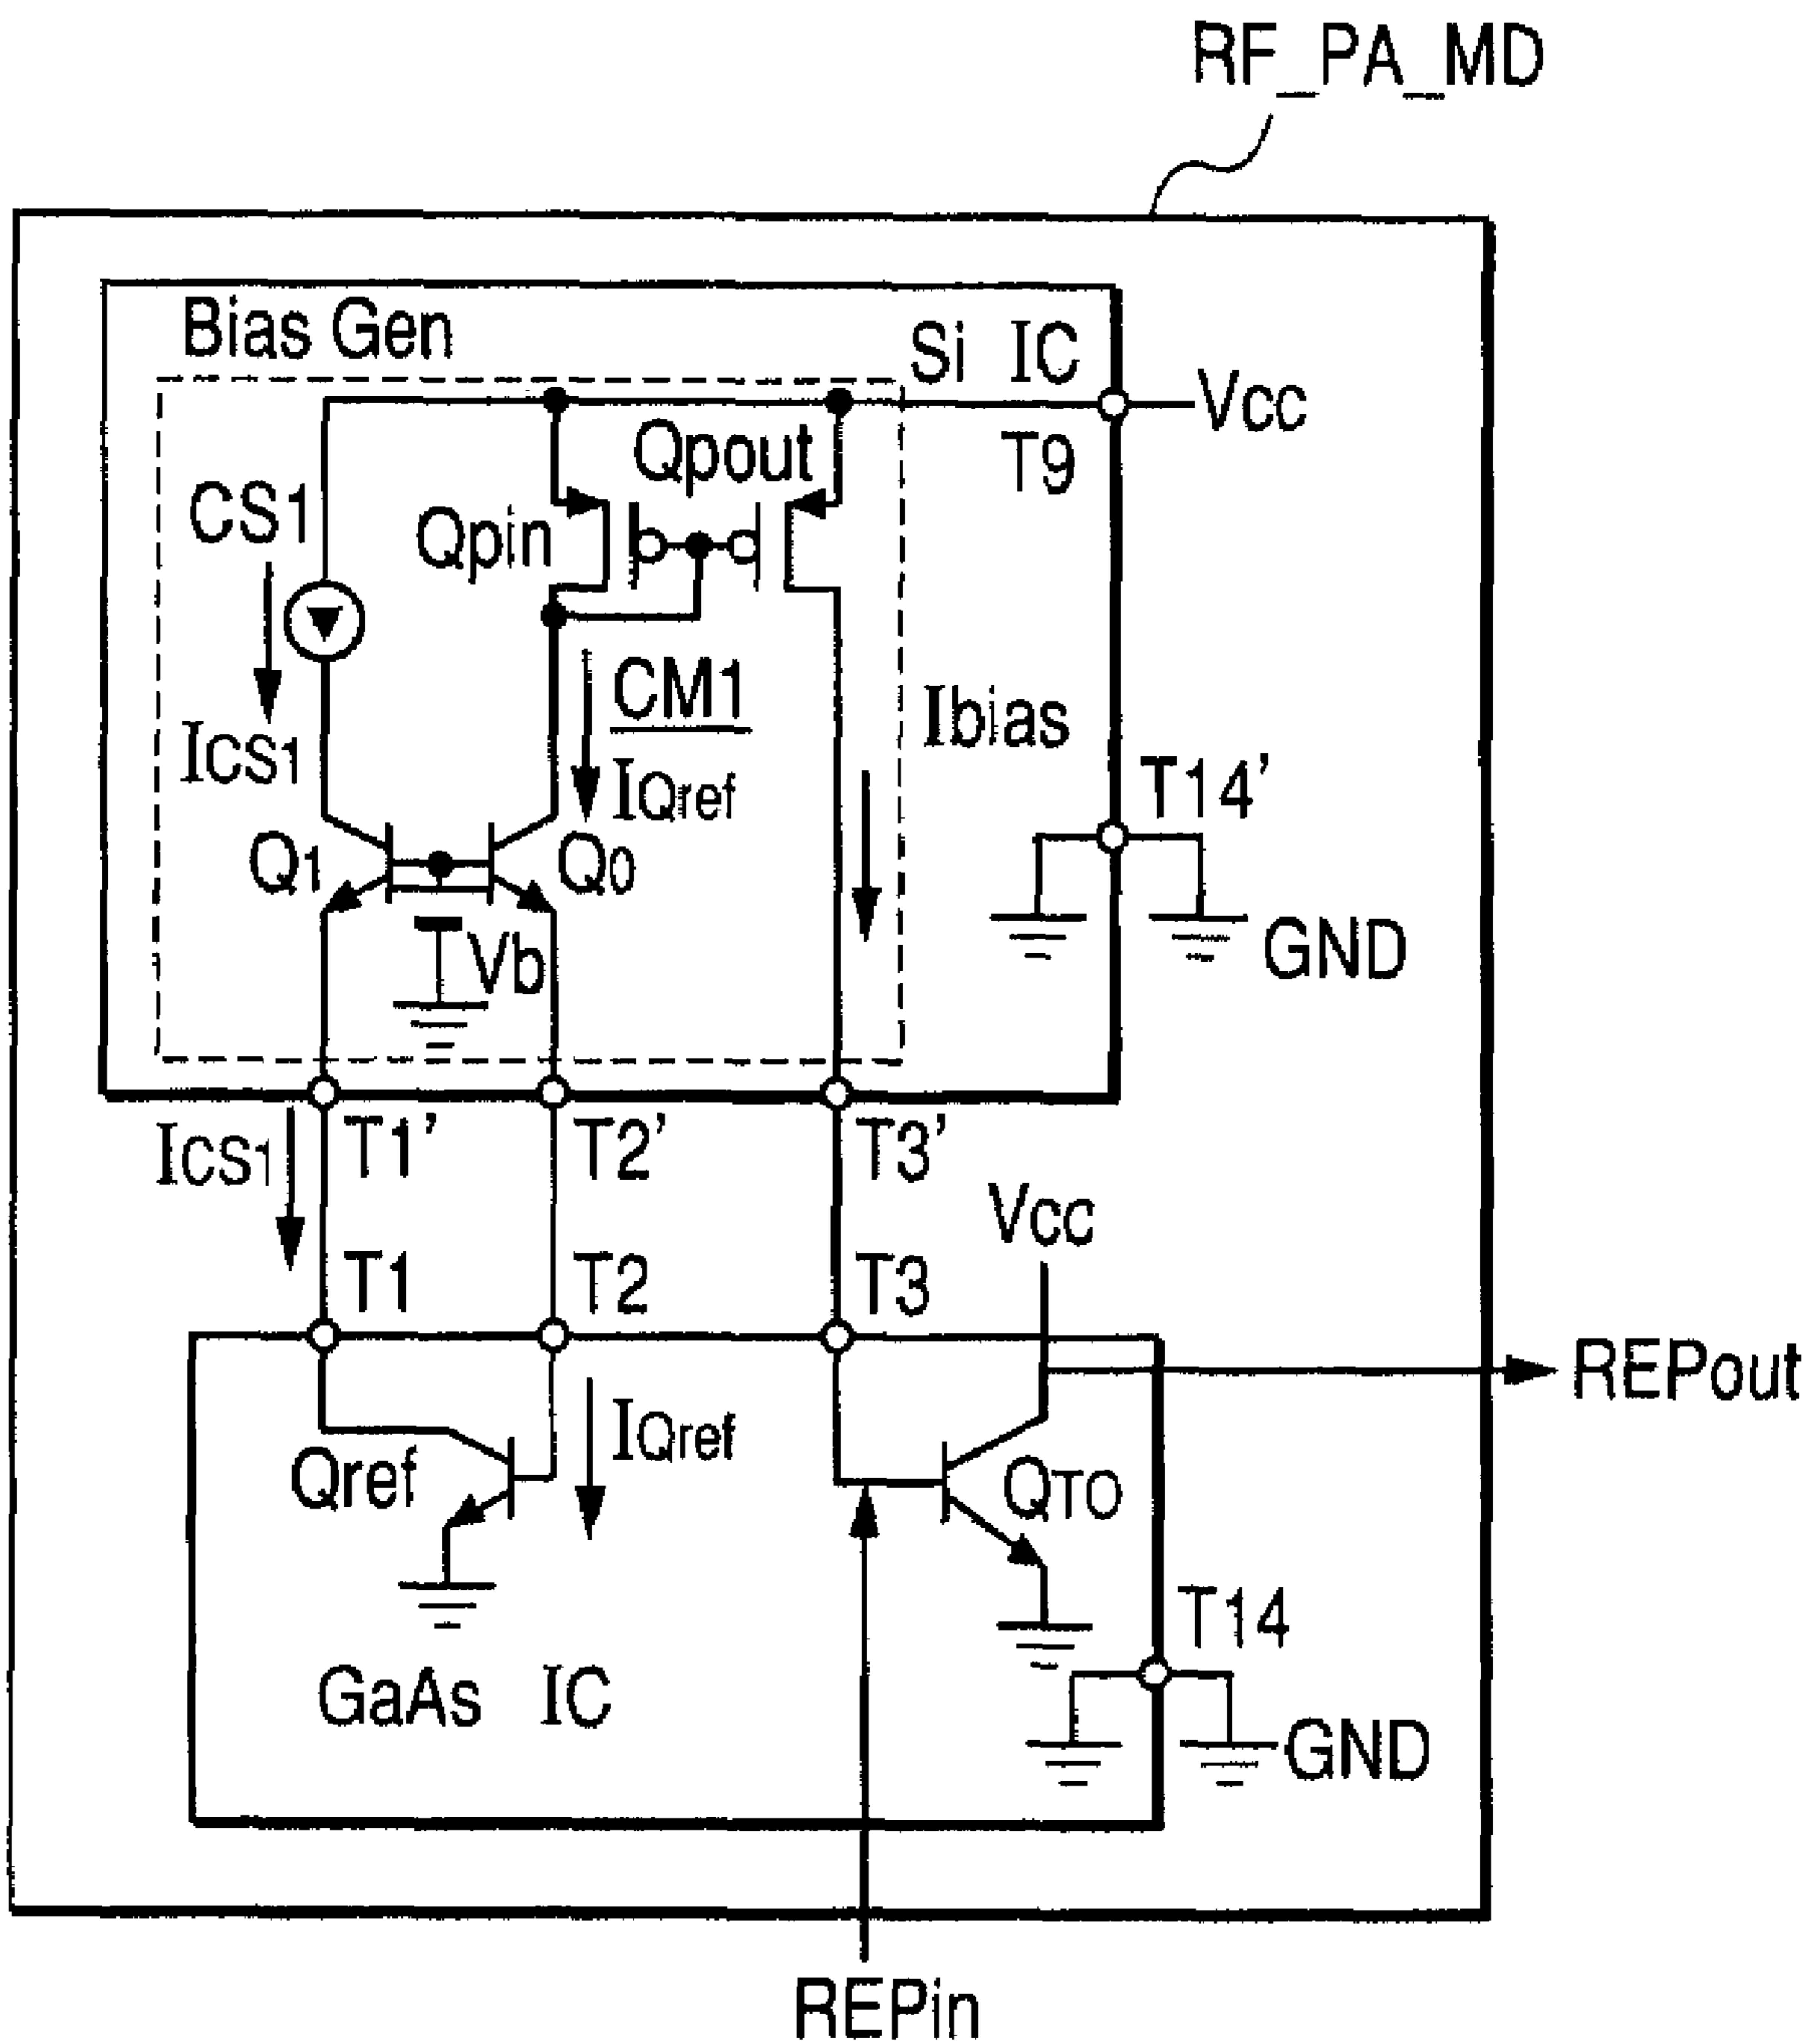 RF_PA_MD
Bias Gen
Si IC
Vcc
T9
Qpout
CS1
Qpin
CM1
Ibias
ICS1
IQref
T14'
Q1
Q0
Vb
GND
ICS1
T1'
T2'
T3'
Vcc
T1
T2
T3
REPout
IQref
Qref
QTO
T14
GaAs IC
GND
REPin